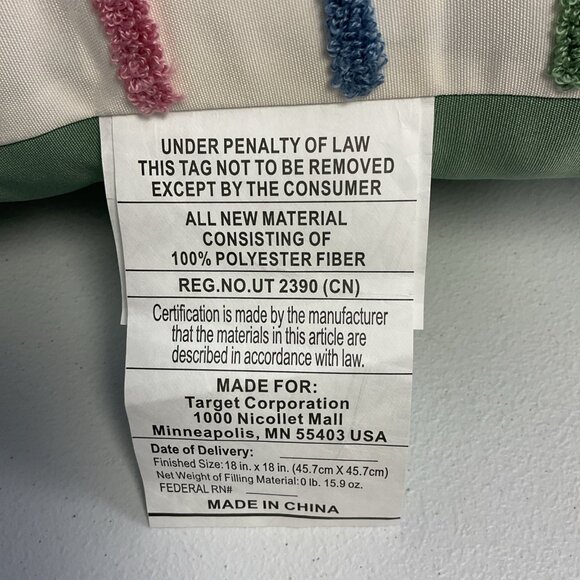 UNDER PENALTY OF LAW
THIS TAG NOT TO BE REMOVED
EXCEPT BY THE CONSUMER
ALL NEW MATERIAL
CONSISTING OF
100% POLYESTER FIBER
REG.NO.UT 2390 (CN)
Certification is made by the manufacturer
that the materials in this article are
described in accordance with law.
MADE FOR:
Target Corporation
1000 Nicollet Mall
Minneapolis, MN 55403 USA
Date of Delivery:
Finished Size:18 in. x 18 in. (45.7cm X 45.7cm)
Net Weight of Filling Material:0 lb. 15.9 oz.
FEDERAL RN#
MADE IN CHINA